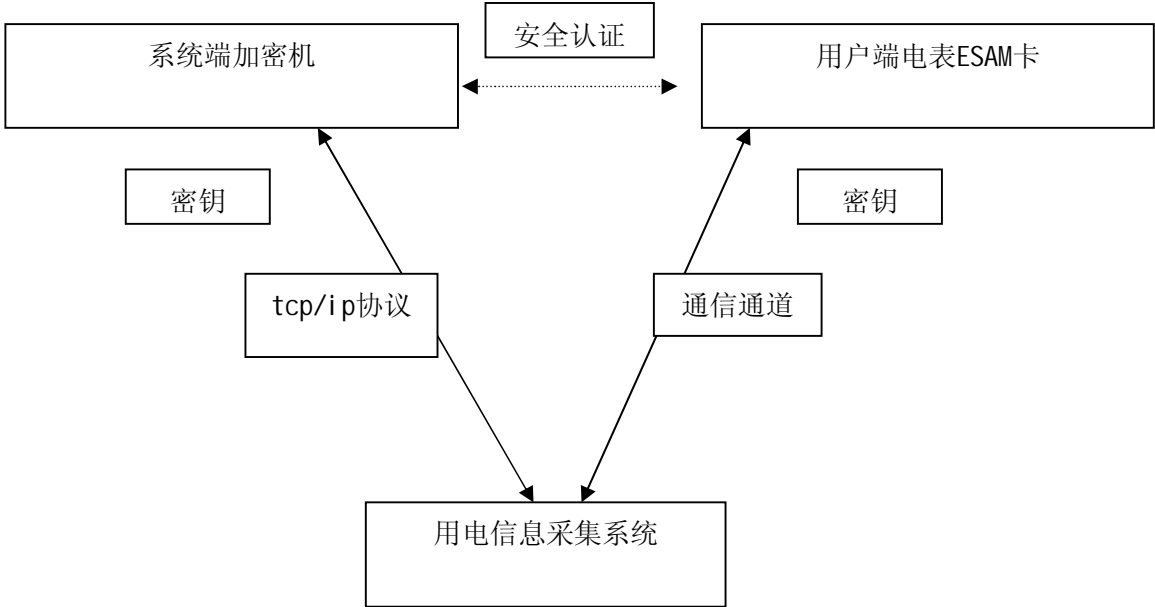 安全认证
系统端加密机
用户端电表ESAM卡
密钥
密钥
tcp/ip协议
通信通道
用电信息采集系统